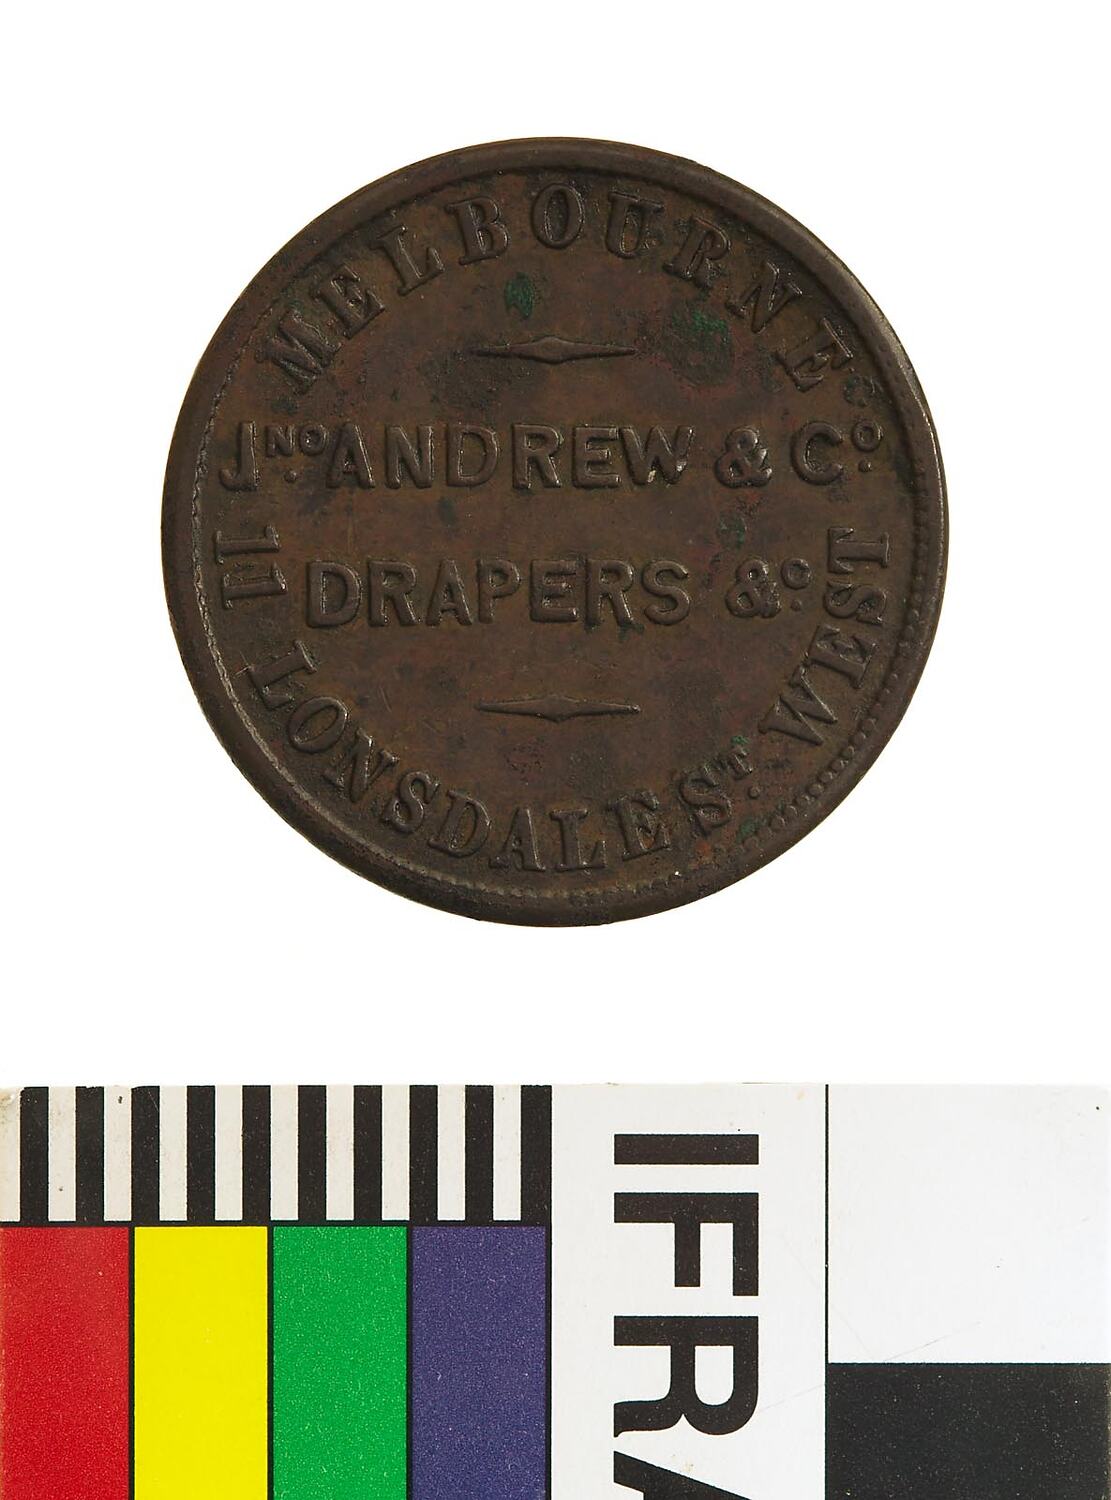 MELBOURNE
JNO. ANDREW & CO.
DRAPERS &C.
11 LONSDALE ST. WEST
IFRA